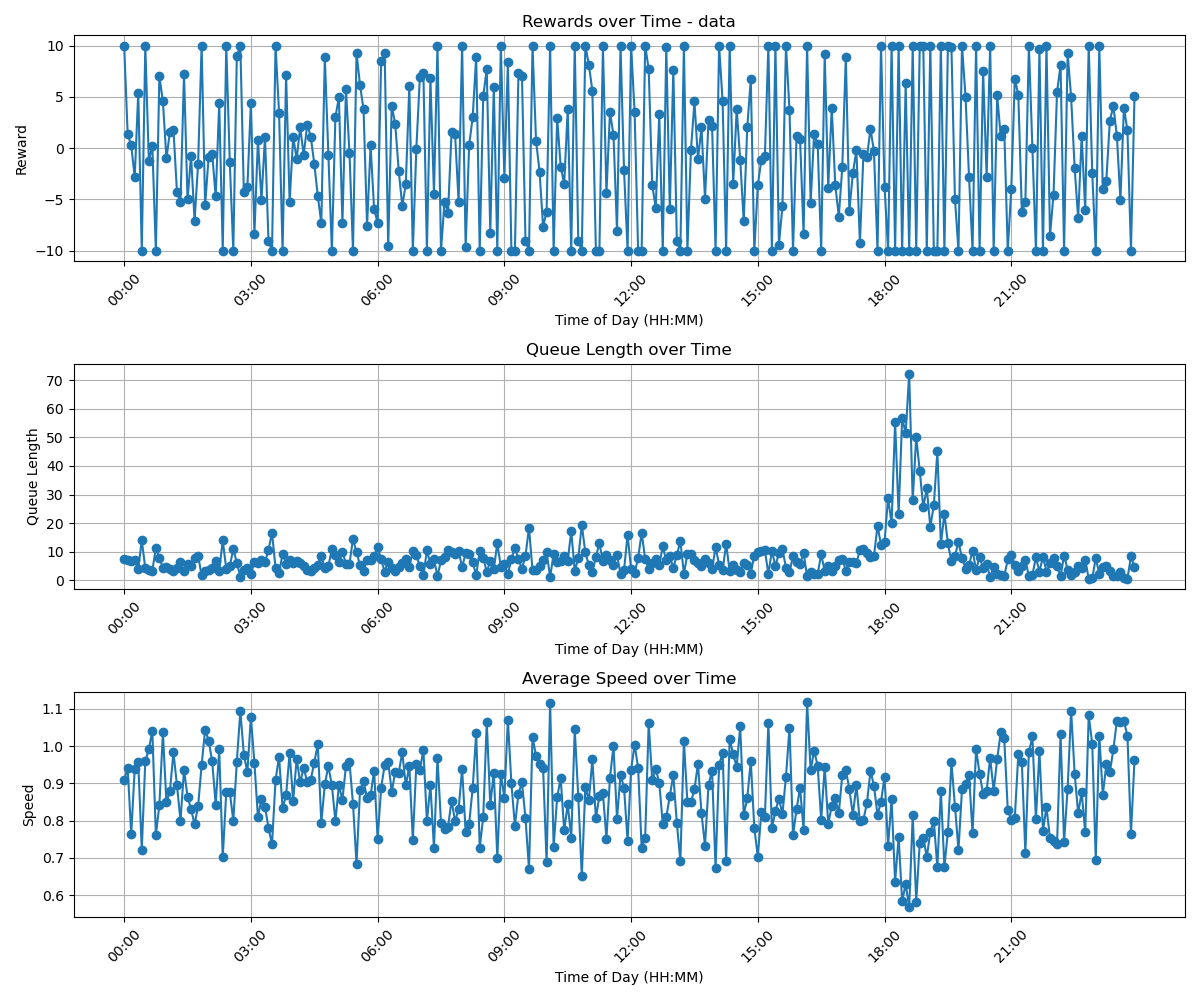 Rewards over Time - data
10
5
0
−5
−10
Reward
00:00 03:00 06:00 09:00 12:00 15:00 18:00 21:00
Time of Day (HH:MM)
Queue Length over Time
70
60
50
40
30
20
10
0
Queue Length
00:00 03:00 06:00 09:00 12:00 15:00 18:00 21:00
Time of Day (HH:MM)
Average Speed over Time
1.1
1.0
0.9
0.8
0.7
0.6
Speed
00:00 03:00 06:00 09:00 12:00 15:00 18:00 21:00
Time of Day (HH:MM)